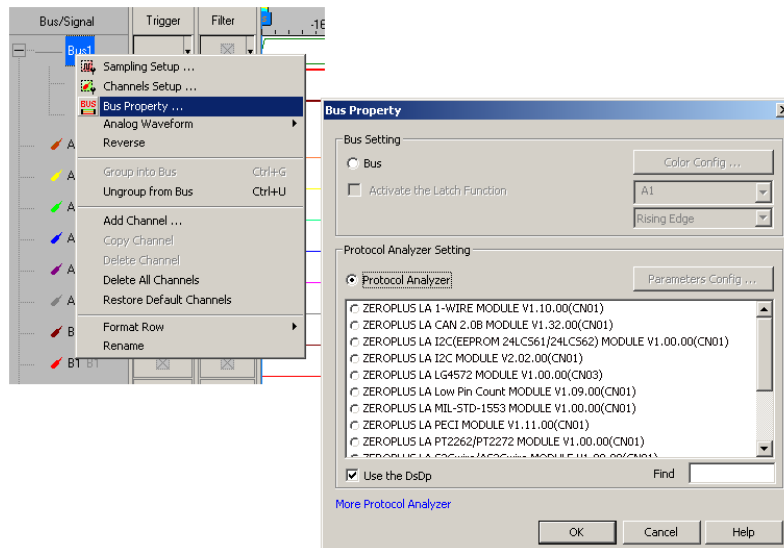 Bus/Signal Trigger Filter -16
Bus1
Sampling Setup ...
Channels Setup ...
BUS Bus Property ...
Analog Waveform
Reverse
Group into Bus Ctrl+G
Ungroup from Bus Ctrl+U
Add Channel ...
Copy Channel
Delete Channel
Delete All Channels
Restore Default Channels
Format Row
Rename
A
A
A
A
A
A
B
B1 B1
Bus Property
Bus Setting
Bus Color Config ...
Activate the Latch Function A1
Rising Edge
Protocol Analyzer Setting
Protocol Analyzer Parameters Config ...
ZEROPLUS LA 1-WIRE MODULE V1.10.00(CN01)
ZEROPLUS LA CAN 2.0B MODULE V1.32.00(CN01)
ZEROPLUS LA I2C(EEPROM 24LCS61/24LCS62) MODULE V1.00.00(CN01)
ZEROPLUS LA I2C MODULE V2.02.00(CN01)
ZEROPLUS LA LG4572 MODULE V1.00.00(CN03)
ZEROPLUS LA Low Pin Count MODULE V1.09.00(CN01)
ZEROPLUS LA MIL-STD-1553 MODULE V1.00.00(CN01)
ZEROPLUS LA PECI MODULE V1.11.00(CN01)
ZEROPLUS LA PT2262/PT2272 MODULE V1.00.00(CN01)
ZEROPLUS LA MODULE
Use the DsDp Find
More Protocol Analyzer
OK Cancel Help